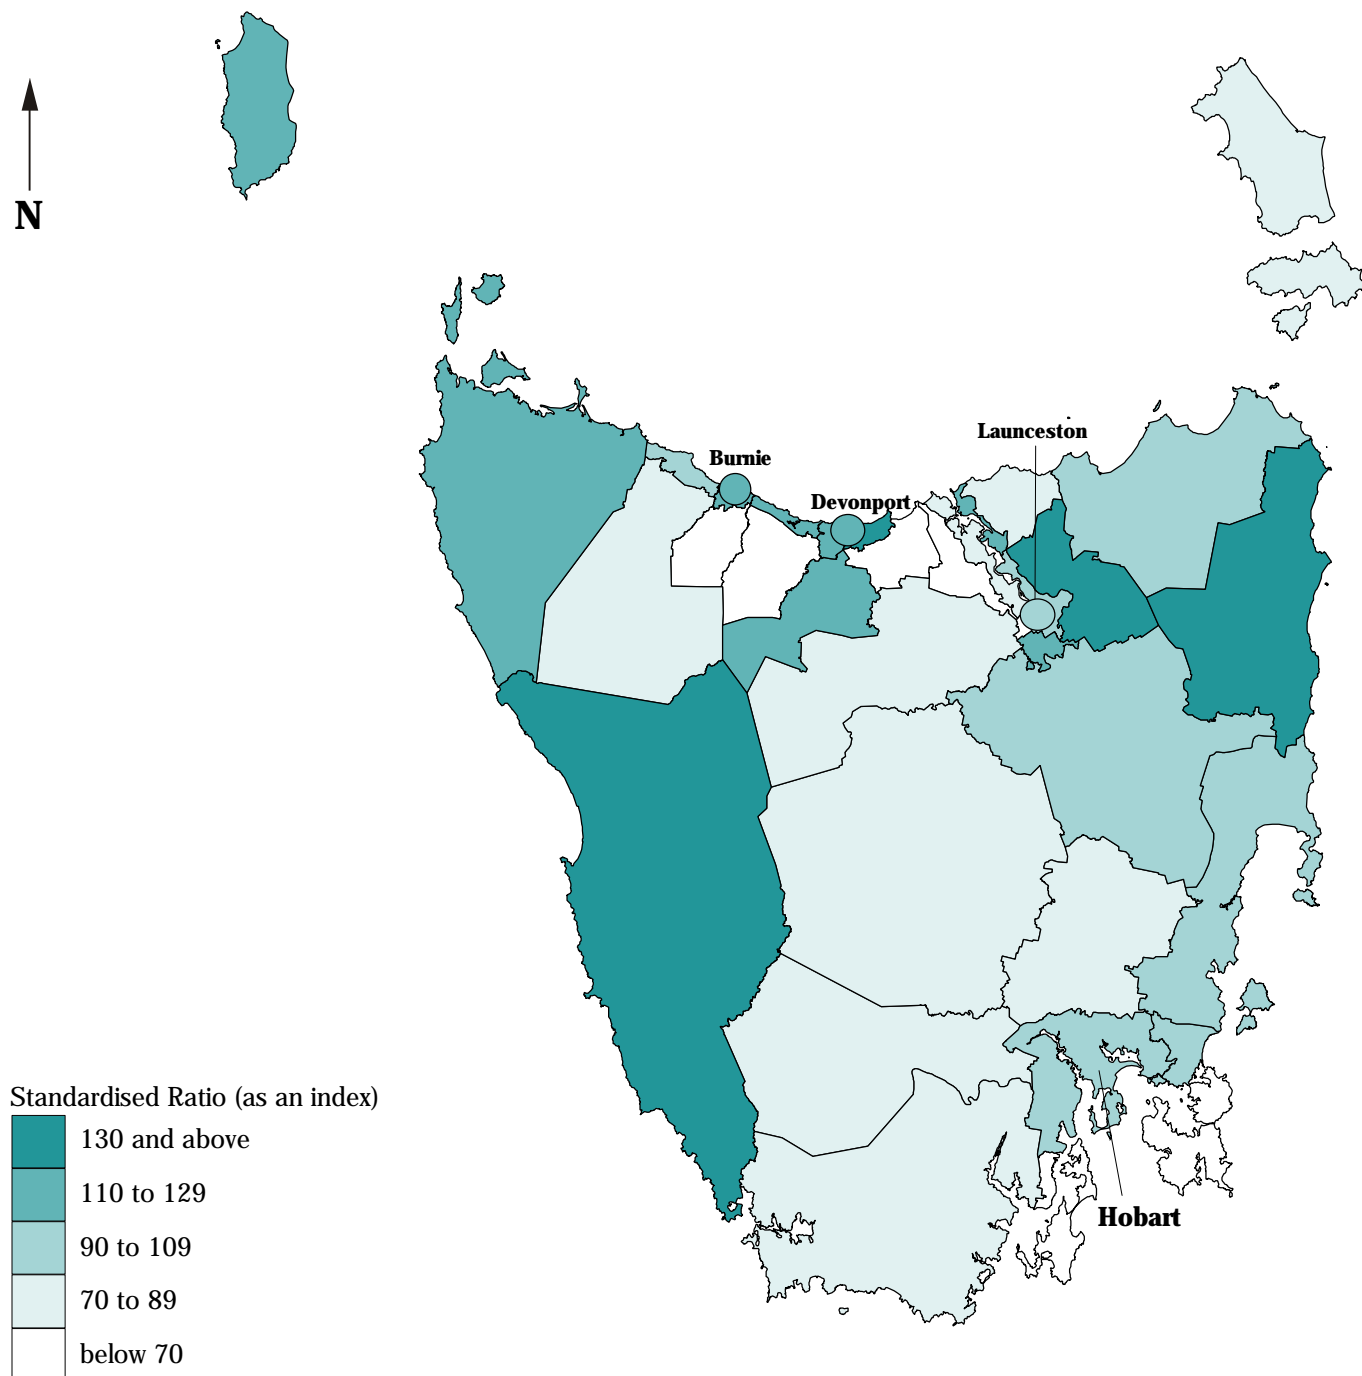 N
Launceston
Burnie
Devonport
Hobart
Standardised Ratio (as an index)
130 and above
110 to 129
90 to 109
70 to 89
below 70